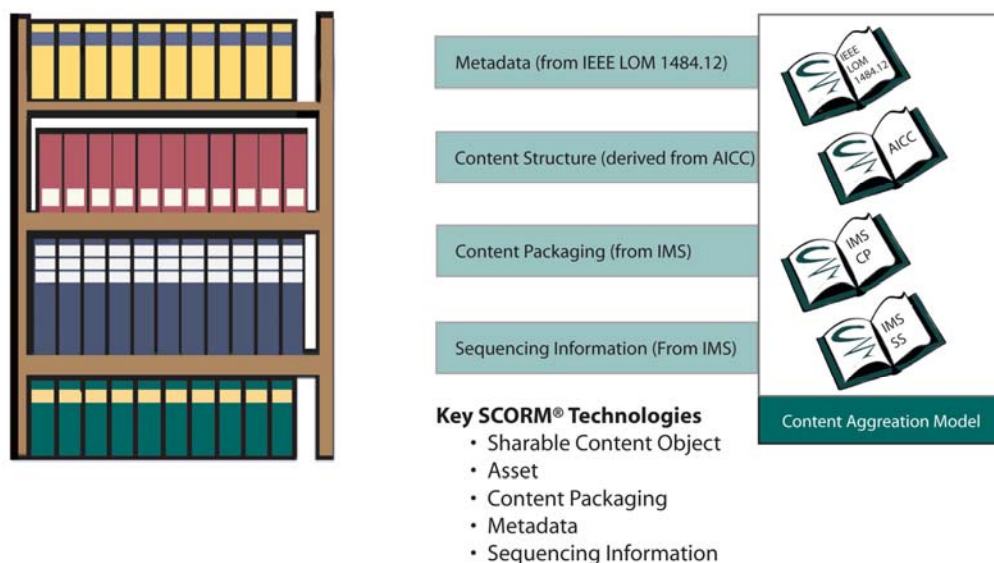 Metadata (from IEEE LOM 1484.12)
IEEE
LOM
1484.12
Content Structure (derived from AICC)
AICC
Content Packaging (from IMS)
IMS
CP
Sequencing Information (From IMS)
IMS
SS
Content Aggreation Model
Key SCORM® Technologies
• Sharable Content Object
• Asset
• Content Packaging
• Metadata
• Sequencing Information